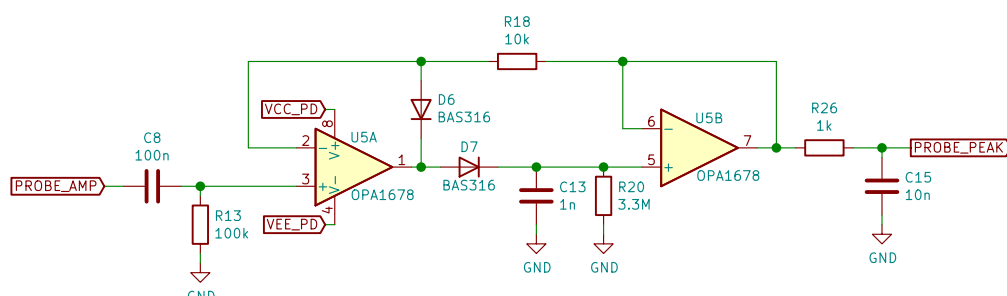 R18
10k
VCC_PD
8
D6
BAS316
U5A
V+
2
−
C8
100n
PROBE_AMP
3
+
V−
1
OPA1678
4
VEE_PD
R13
100k
GND
D7
BAS316
C13
1n
GND
R20
3.3M
GND
6
−
U5B
5
+
7
OPA1678
R26
1k
PROBE_PEAK
C15
10n
GND